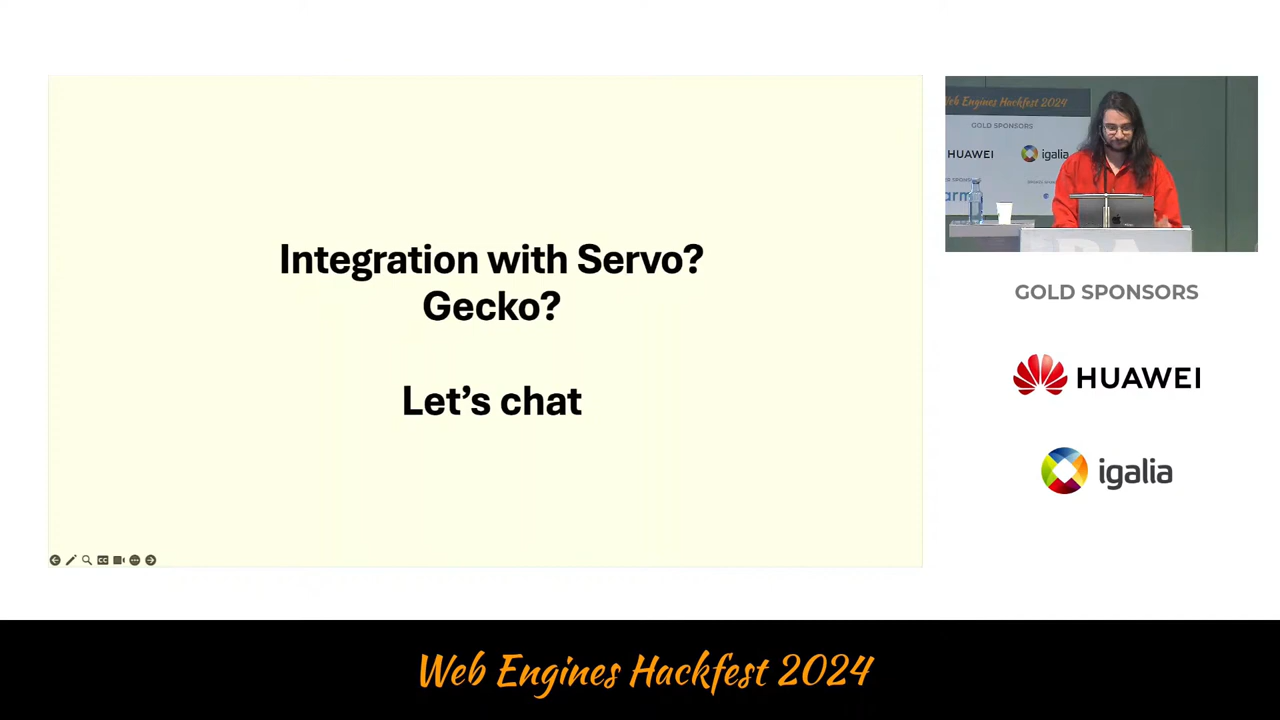 Integration with Servo?
Gecko?
Let's chat
Web Engines Hackfest 2024
GOLD SPONSORS
HUAWEI
igalia
arm
GOLD SPONSORS
HUAWEI
igalia
Web Engines Hackfest 2024